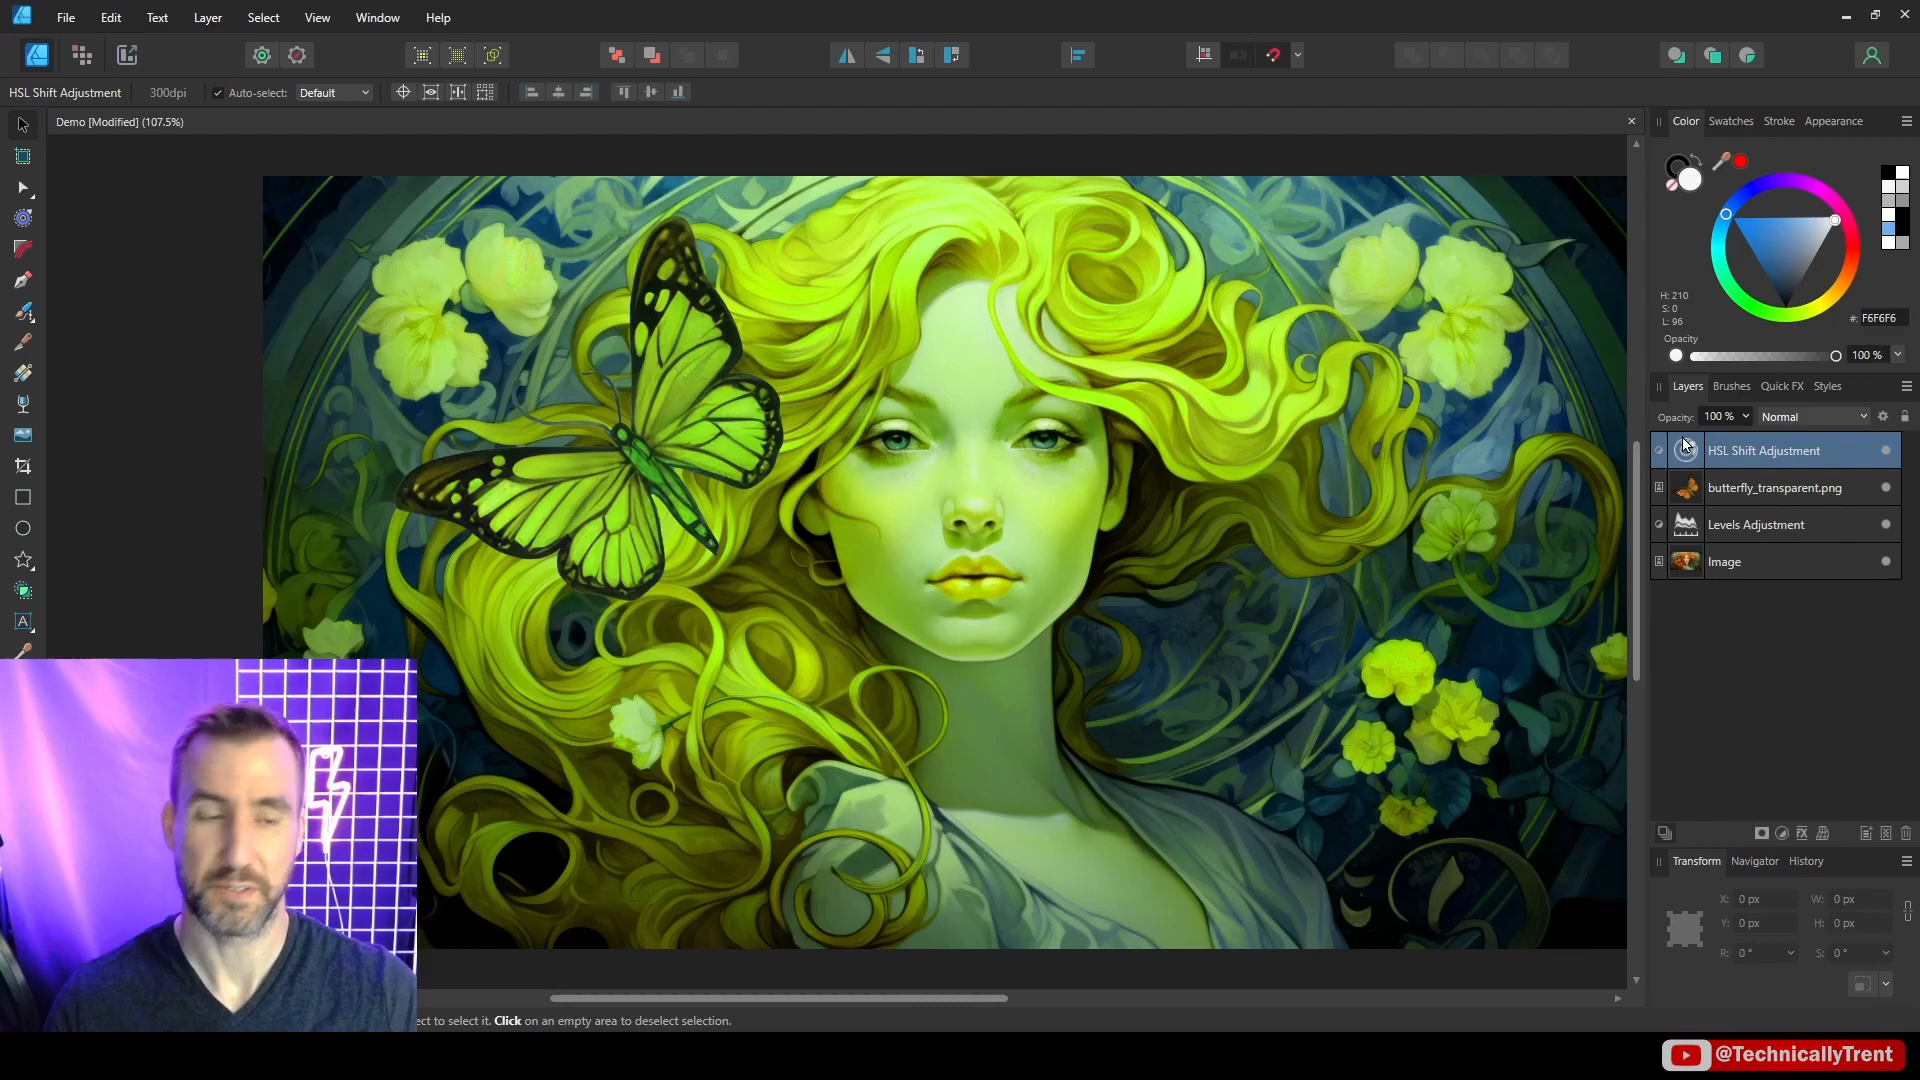 File Edit Text Layer Select View Window Help
HSL Shift Adjustment 300dpi Auto-select: Default
Demo [Modified] (107.5%)
Color Swatches Stroke Appearance
H: 210
S: 0
L: 96
#: F6F6F6
Opacity
100 %
Layers Brushes Quick FX Styles
Opacity: 100 % Normal
HSL Shift Adjustment
butterfly_transparent.png
Levels Adjustment
Image
Transform Navigator History
X: 0 px W: 0 px
Y: 0 px H: 0 px
R: 0 ° S: 0 °
ect to select it. Click on an empty area to deselect selection.
@TechnicallyTrent